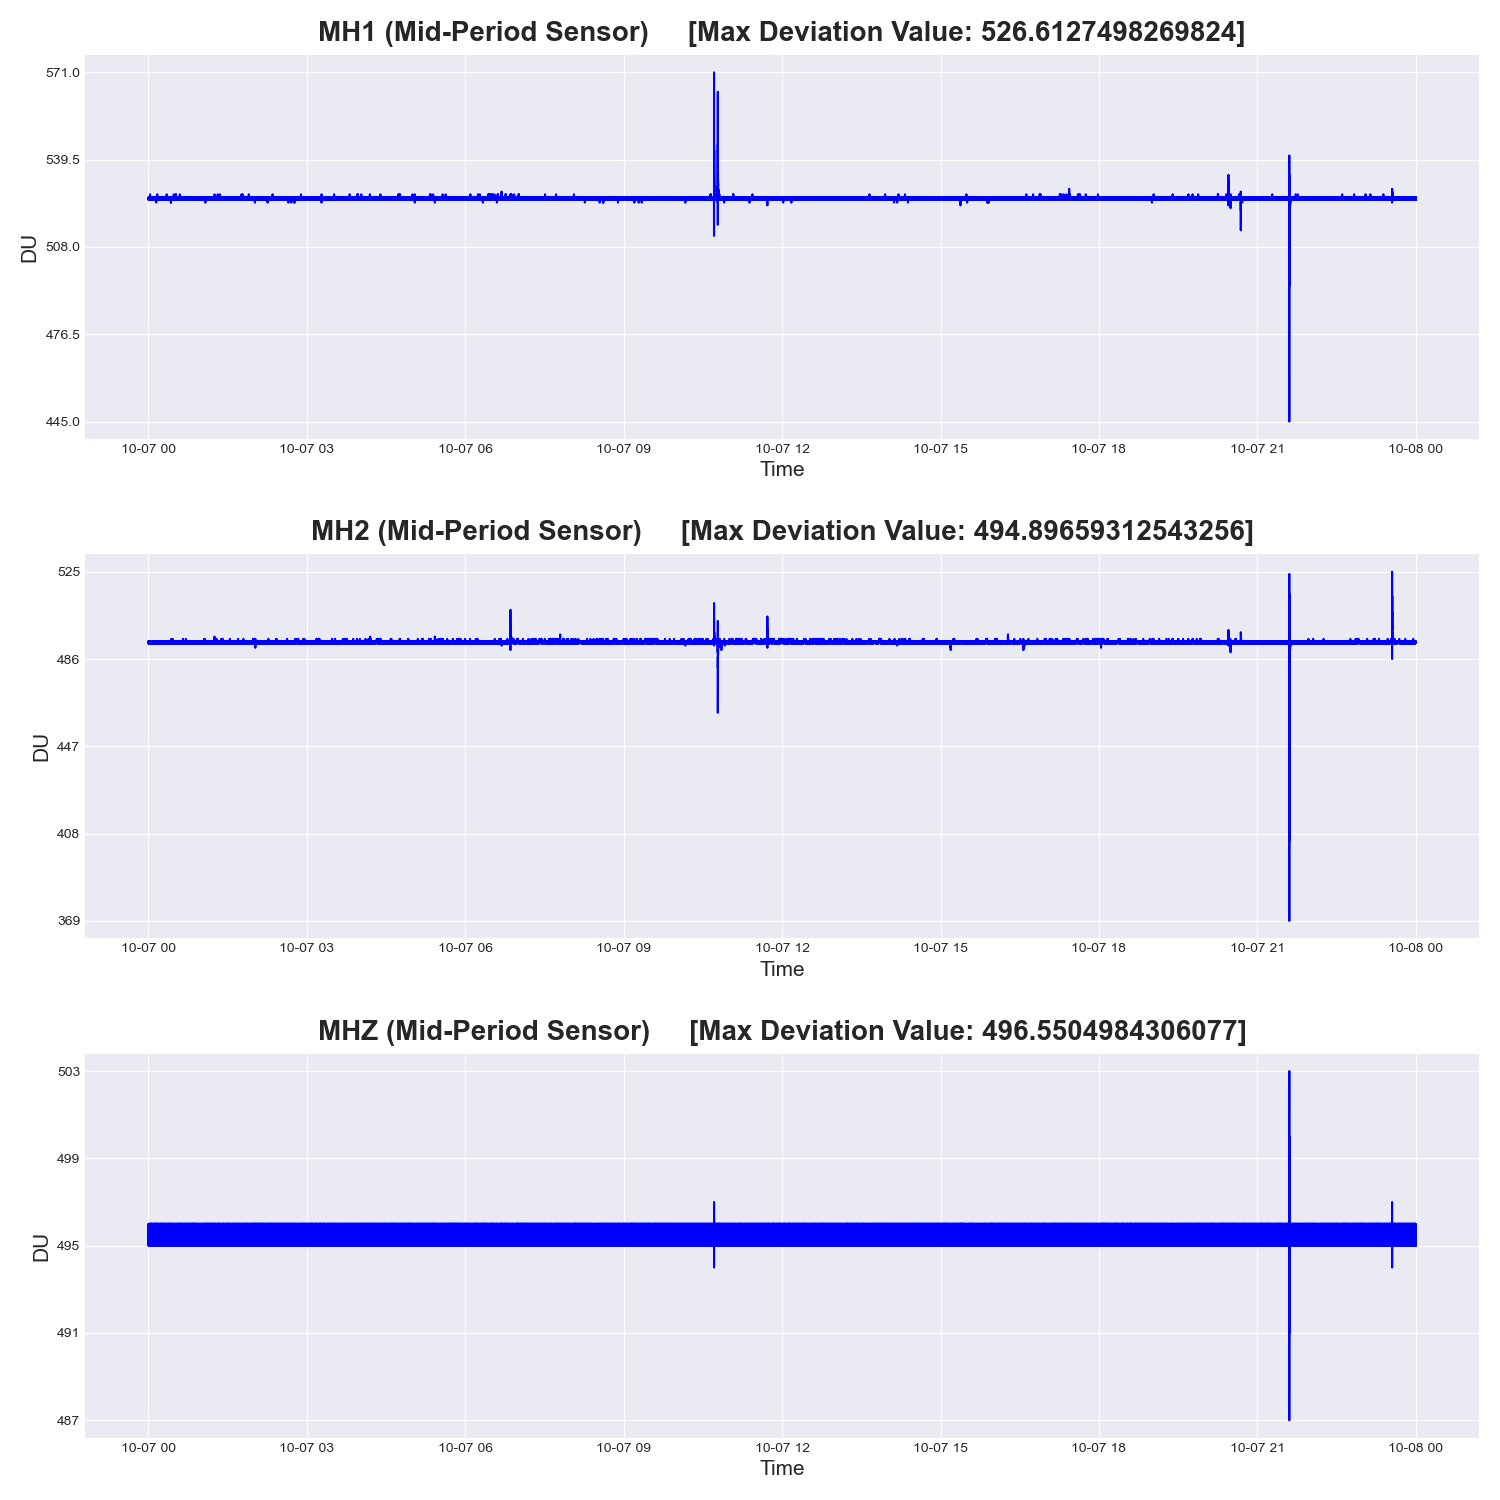 MH1 (Mid-Period Sensor) [Max Deviation Value: 526.6127498269824]
571.0
539.5
508.0
476.5
445.0
DU
10-07 00 10-07 03 10-07 06 10-07 09 10-07 12 10-07 15 10-07 18 10-07 21 10-08 00
Time
MH2 (Mid-Period Sensor) [Max Deviation Value: 494.89659312543256]
525
486
447
408
369
DU
10-07 00 10-07 03 10-07 06 10-07 09 10-07 12 10-07 15 10-07 18 10-07 21 10-08 00
Time
MHZ (Mid-Period Sensor) [Max Deviation Value: 496.5504984306077]
503
499
495
491
487
DU
10-07 00 10-07 03 10-07 06 10-07 09 10-07 12 10-07 15 10-07 18 10-07 21 10-08 00
Time